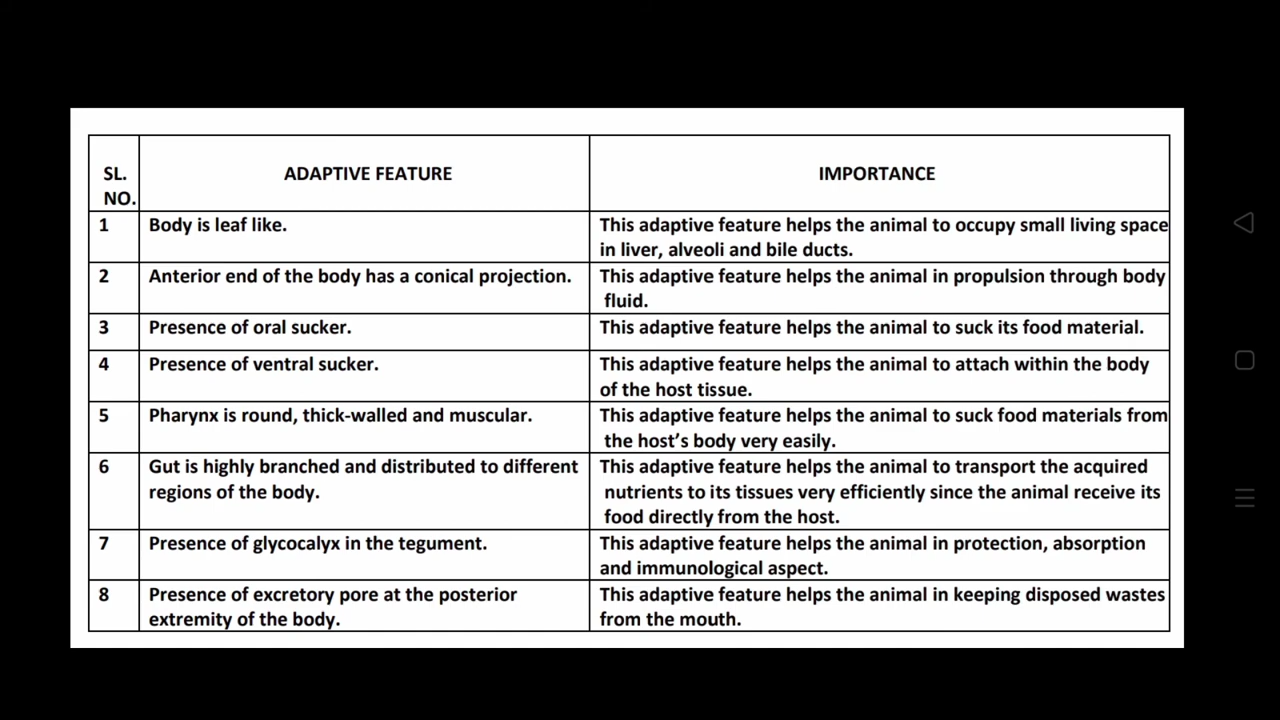 SL. NO. ADAPTIVE FEATURE IMPORTANCE
1 Body is leaf like. This adaptive feature helps the animal to occupy small living space
in liver, alveoli and bile ducts.
2 Anterior end of the body has a conical projection. This adaptive feature helps the animal in propulsion through body
fluid.
3 Presence of oral sucker. This adaptive feature helps the animal to suck its food material.
4 Presence of ventral sucker. This adaptive feature helps the animal to attach within the body
of the host tissue.
5 Pharynx is round, thick-walled and muscular. This adaptive feature helps the animal to suck food materials from
the host's body very easily.
6 Gut is highly branched and distributed to different
regions of the body.
This adaptive feature helps the animal to transport the acquired
nutrients to its tissues very efficiently since the animal receive its
food directly from the host.
7 Presence of glycocalyx in the tegument. This adaptive feature helps the animal in protection, absorption
and immunological aspect.
8 Presence of excretory pore at the posterior
extremity of the body.
This adaptive feature helps the animal in keeping disposed wastes
from the mouth.